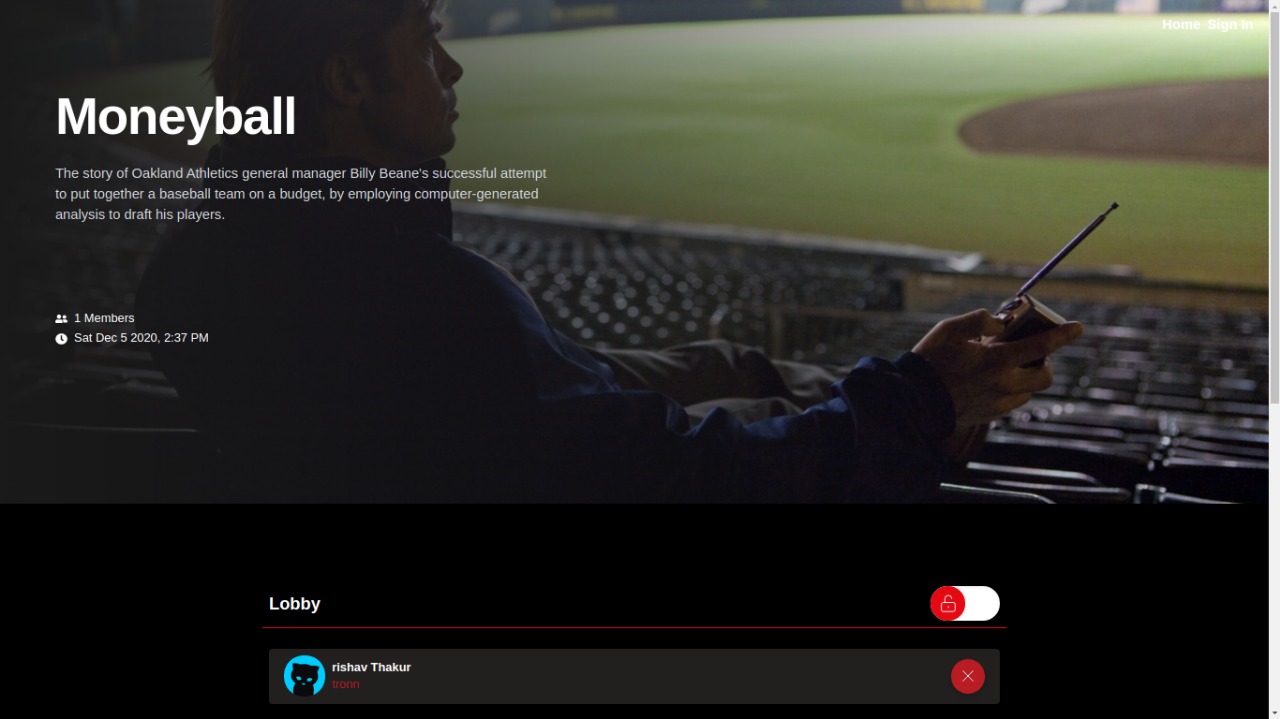 Home Sign In
Moneyball
The story of Oakland Athletics general manager Billy Beane's successful attempt
to put together a baseball team on a budget, by employing computer-generated
analysis to draft his players.
1 Members
Sat Dec 5 2020, 2:37 PM
Lobby
rishav Thakur
tronn